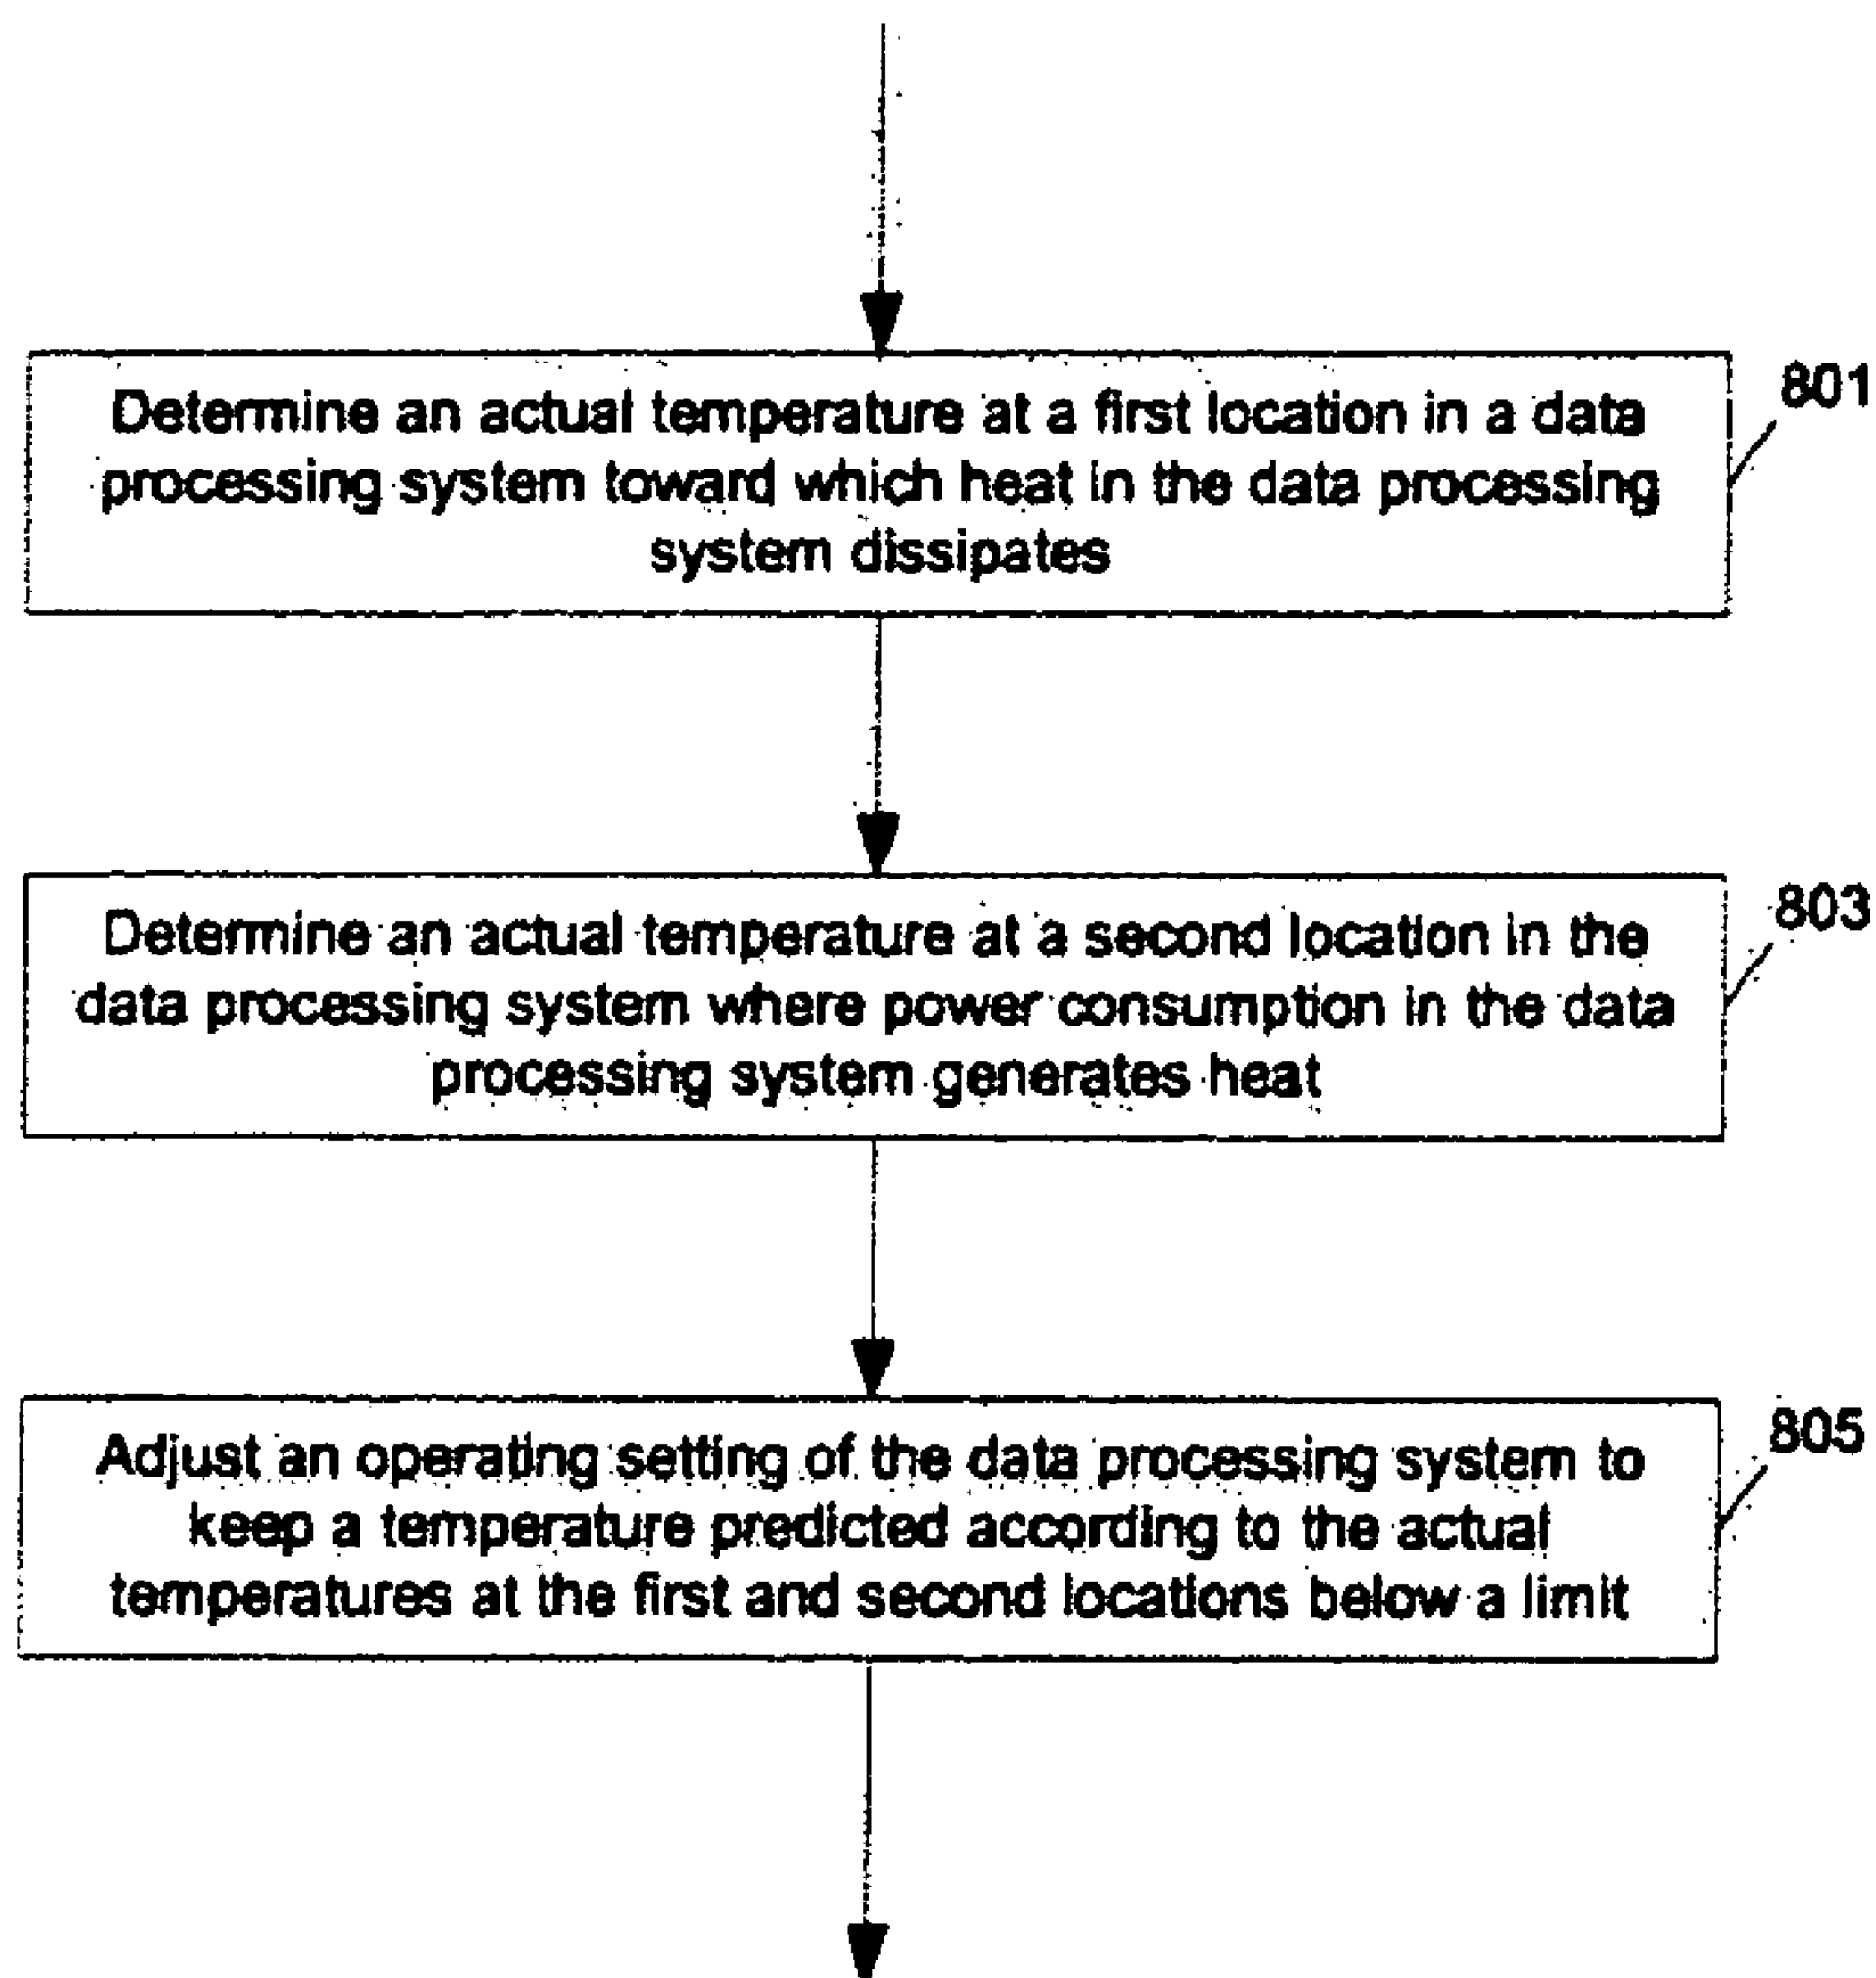 Determine an actual temperature at a first location in a data
processing system toward which heat in the data processing
system dissipates
801
Determine an actual temperature at a second location in the
data processing system where power consumption in the data
processing system generates heat
803
Adjust an operating setting of the data processing system to
keep a temperature predicted according to the actual
temperatures at the first and second locations below a limit
805